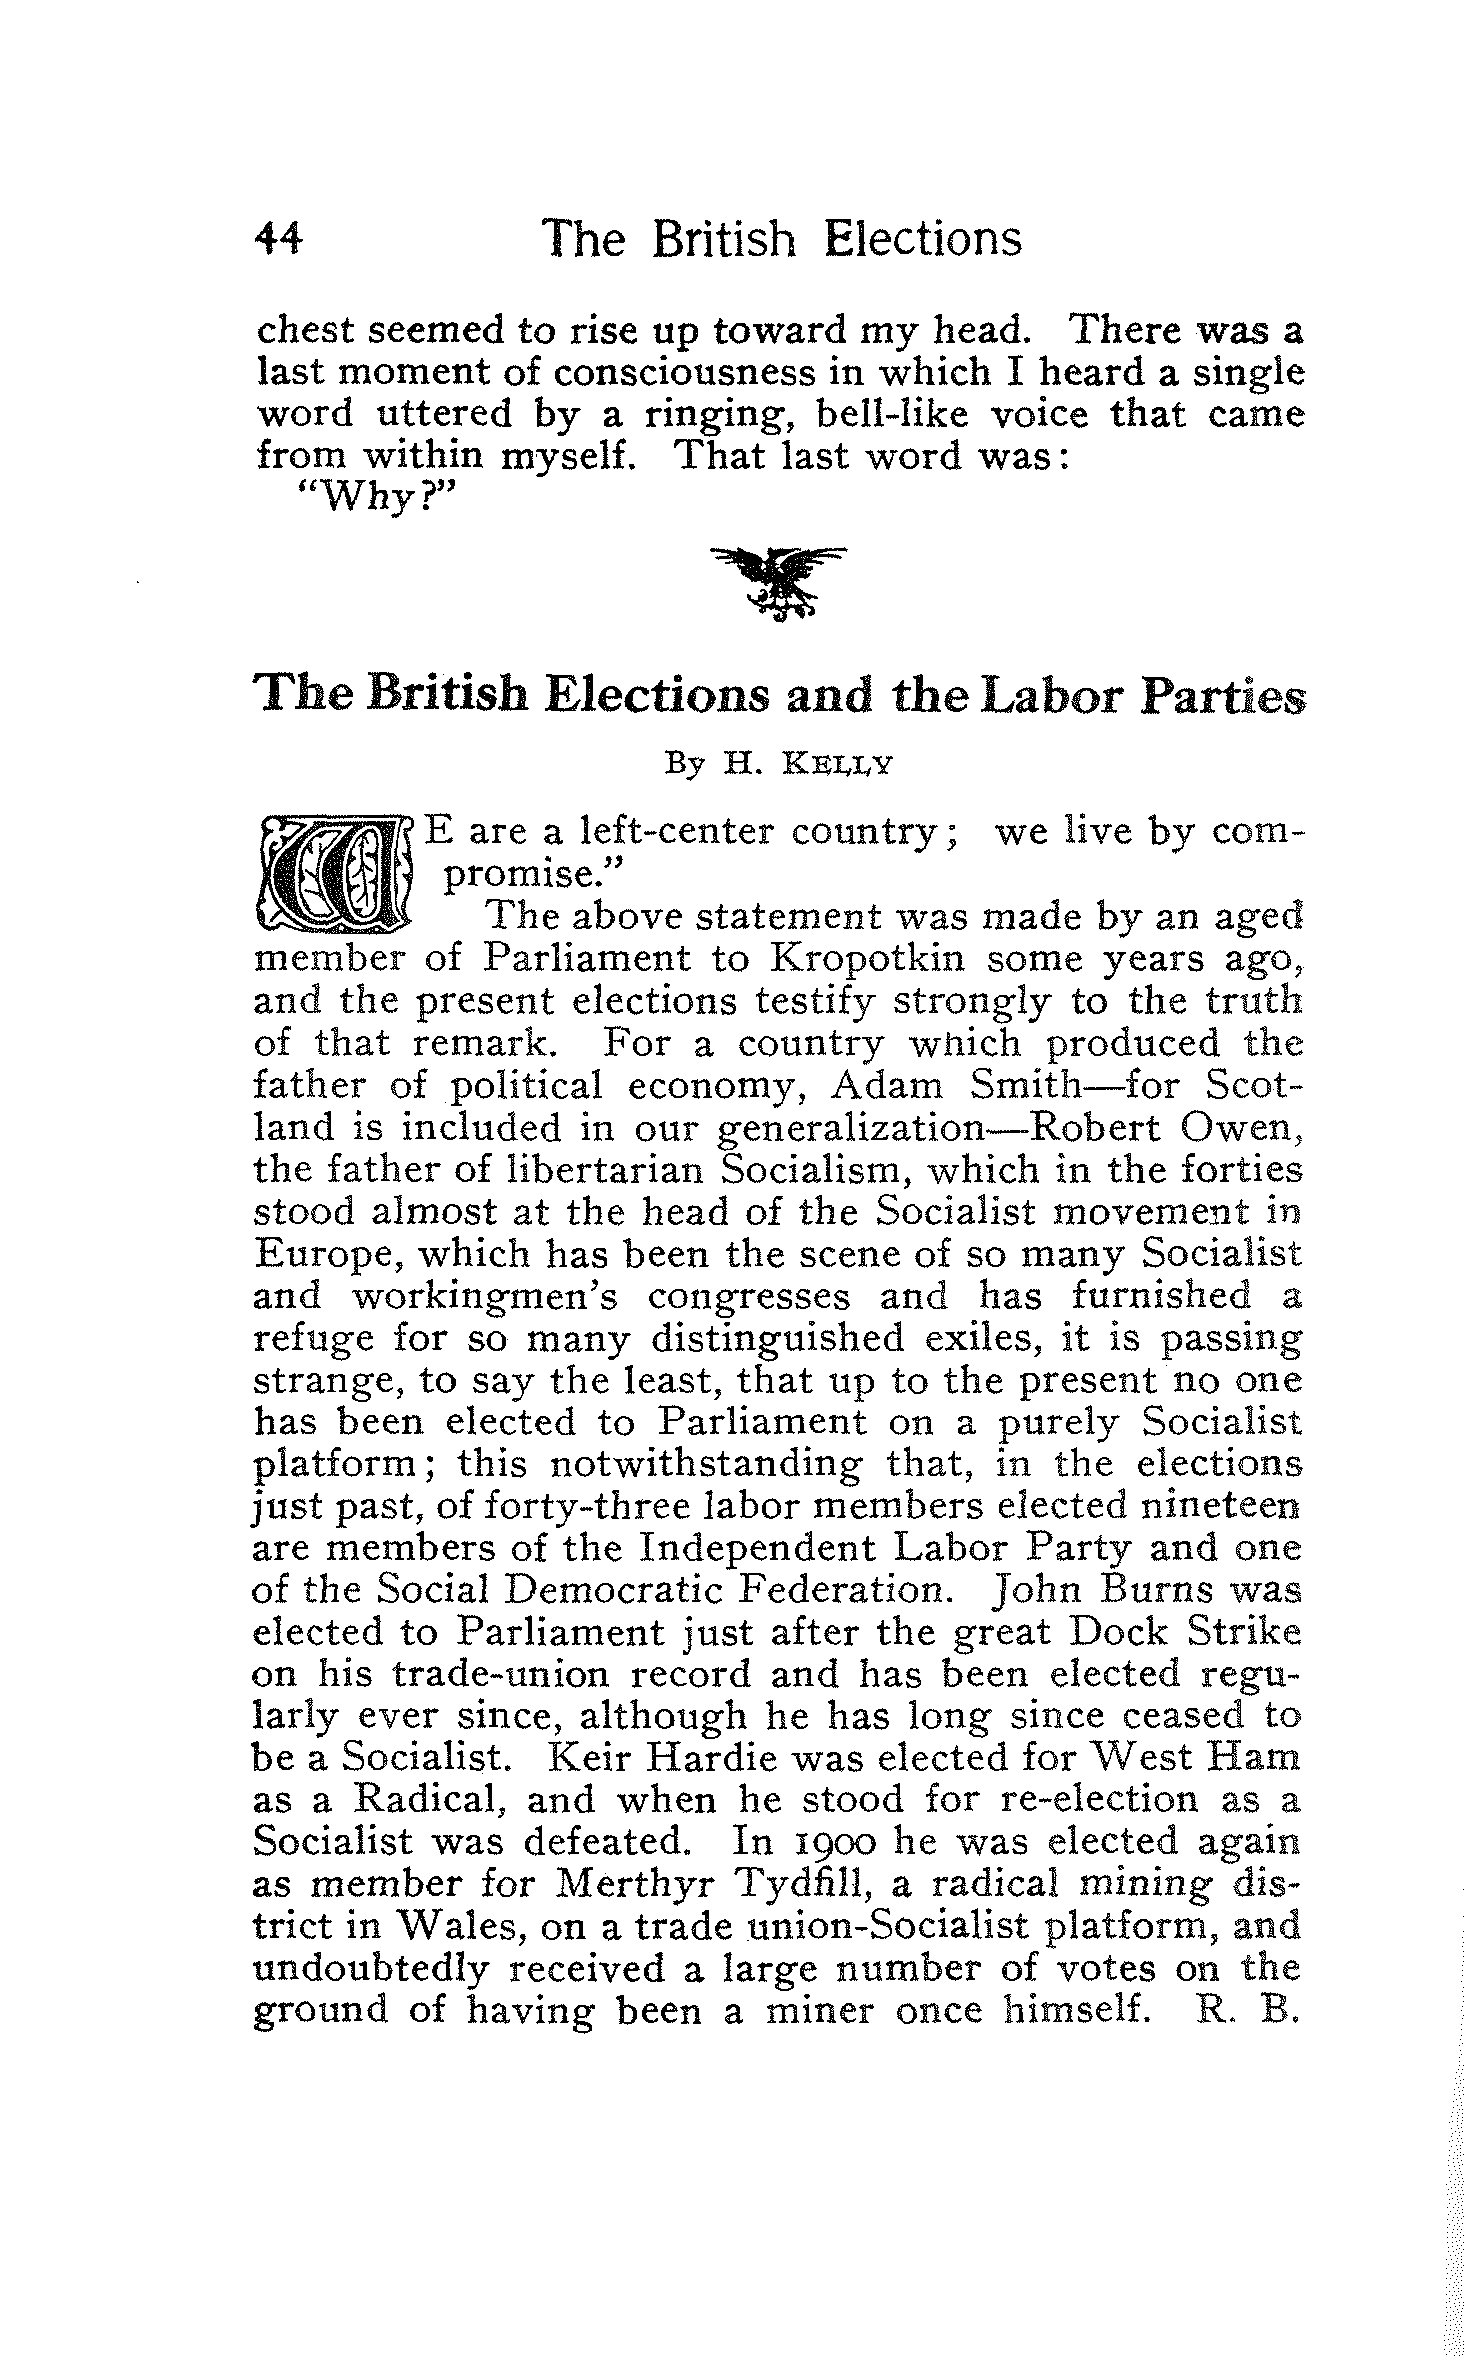 44 The British Elections
chest seemed to rise up toward my head. There was a
last moment of consciousness in which I heard a single
word uttered by a ringing, bell-like voice that came
from within myself. That last word was:
"Why?"
The British Elections and the Labor Parties
By H. KELLY
WE are a left-center country; we live by com-
promise."
The above statement was made by an aged
member of Parliament to Kropotkin some years ago,
and the present elections testify strongly to the truth
of that remark. For a country which produced the
father of political economy, Adam Smith—for Scot-
land is included in our generalization—Robert Owen,
the father of libertarian Socialism, which in the forties
stood almost at the head of the Socialist movement in
Europe, which has been the scene of so many Socialist
and workingmen's congresses and has furnished a
refuge for so many distinguished exiles, it is passing
strange, to say the least, that up to the present no one
has been elected to Parliament on a purely Socialist
platform; this notwithstanding that, in the elections
just past, of forty-three labor members elected nineteen
are members of the Independent Labor Party and one
of the Social Democratic Federation. John Burns was
elected to Parliament just after the great Dock Strike
on his trade-union record and has been elected regu-
larly ever since, although he has long since ceased to
be a Socialist. Keir Hardie was elected for West Ham
as a Radical, and when he stood for re-election as a
Socialist was defeated. In 1900 he was elected again
as member for Merthyr Tydfill, a radical mining dis-
trict in Wales, on a trade union-Socialist platform, and
undoubtedly received a large number of votes on the
ground of having been a miner once himself. R. B.